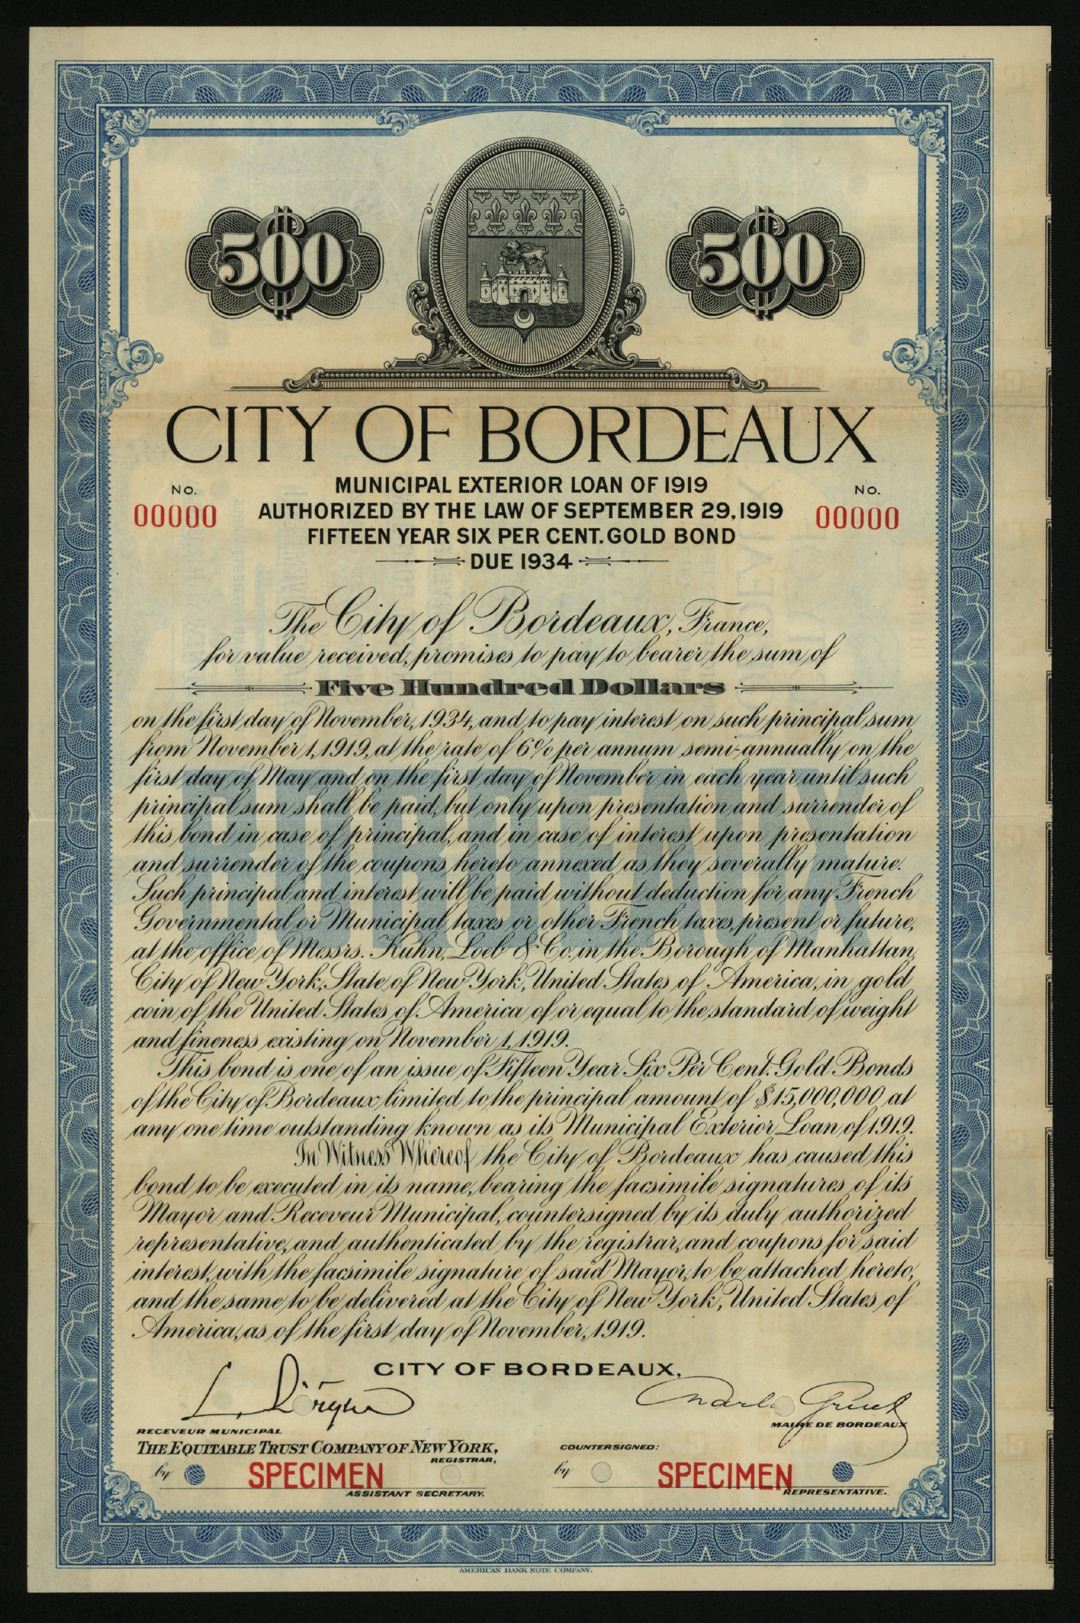 500 500
CITY OF BORDEAUX
MUNICIPAL EXTERIOR LOAN OF 1919
AUTHORIZED BY THE LAW OF SEPTEMBER 29, 1919
FIFTEEN YEAR SIX PER CENT. GOLD BOND
DUE 1934
NO.
00000
NO.
00000
The City of Bordeaux, France,
for value received, promises to pay to bearer the sum of
Five Hundred Dollars
on the first day of November, 1934, and to pay interest on such principal sum
from November 1, 1919, at the rate of 6% per annum semi-annually on the
first day of May and on the first day of November in each year until such
principal sum shall be paid, but only upon presentation and surrender of
this bond in case of principal, and in case of interest upon presentation
and surrender of the coupons hereto annexed as they severally mature.
Such principal and interest will be paid without deduction for any French
Governmental or Municipal taxes or other French taxes, present or future,
at the office of Messrs. Kuhn, Loeb & Co. in the Borough of Manhattan,
City of New York, State of New York, United States of America, in gold
coin of the United States of America of or equal to the standard of weight
and fineness existing on November 1, 1919.
This bond is one of an issue of Fifteen Year Six Per Cent. Gold Bonds
of the City of Bordeaux limited to the principal amount of $15,000,000 at
any one time outstanding known as its Municipal Exterior Loan of 1919.
In Witness Whereof the City of Bordeaux has caused this
bond to be executed in its name, bearing the facsimile signatures of its
Mayor and Receveur Municipal, countersigned by its duly authorized
representative, and authenticated by the registrar, and coupons for said
interest, with the facsimile signature of said Mayor, to be attached hereto,
and the same to be delivered at the City of New York, United States of
America, as of the first day of November, 1919.
CITY OF BORDEAUX,
RECEVEUR MUNICIPAL
MAIRE DE BORDEAUX
THE EQUITABLE TRUST COMPANY OF NEW YORK,
REGISTRAR,
COUNTERSIGNED:
by SPECIMEN
ASSISTANT SECRETARY.
by SPECIMEN
REPRESENTATIVE.
AMERICAN BANK NOTE COMPANY.